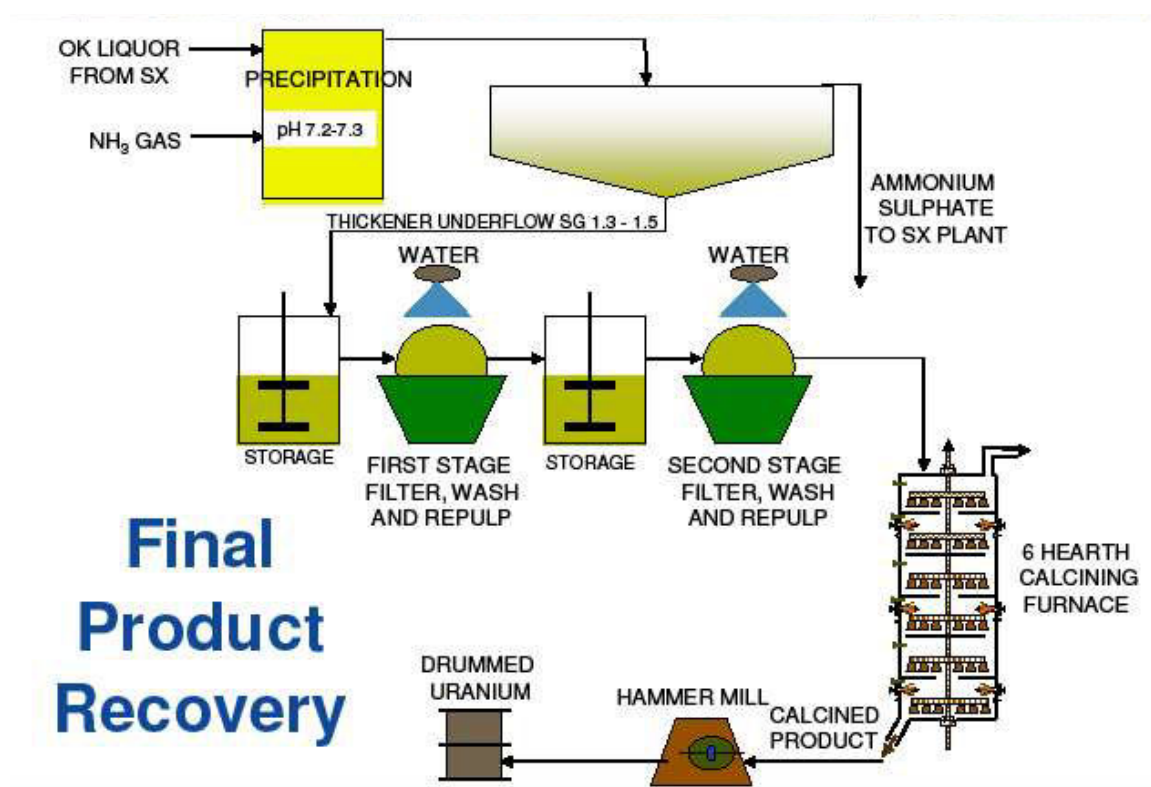 OK LIQUOR
FROM SX
PRECIPITATION
pH 7.2-7.3
NH₃ GAS
AMMONIUM
SULPHATE
TO SX PLANT
THICKENER UNDERFLOW SG 1.3 - 1.5
WATER
WATER
STORAGE
FIRST STAGE
FILTER, WASH
AND REPULP
STORAGE
SECOND STAGE
FILTER, WASH
AND REPULP
6 HEARTH
CALCINING
FURNACE
Final
Product
Recovery
DRUMMED
URANIUM
HAMMER MILL
CALCINED
PRODUCT